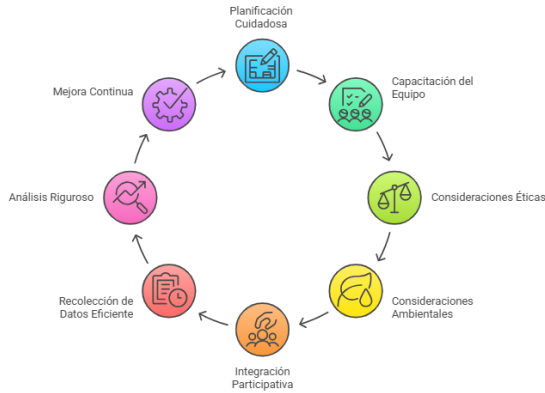 Planificación
Cuidadosa
Capacitación del
Equipo
Consideraciones Éticas
Consideraciones
Ambientales
Integración
Participativa
Recolección de
Datos Eficiente
Análisis Riguroso
Mejora Continua